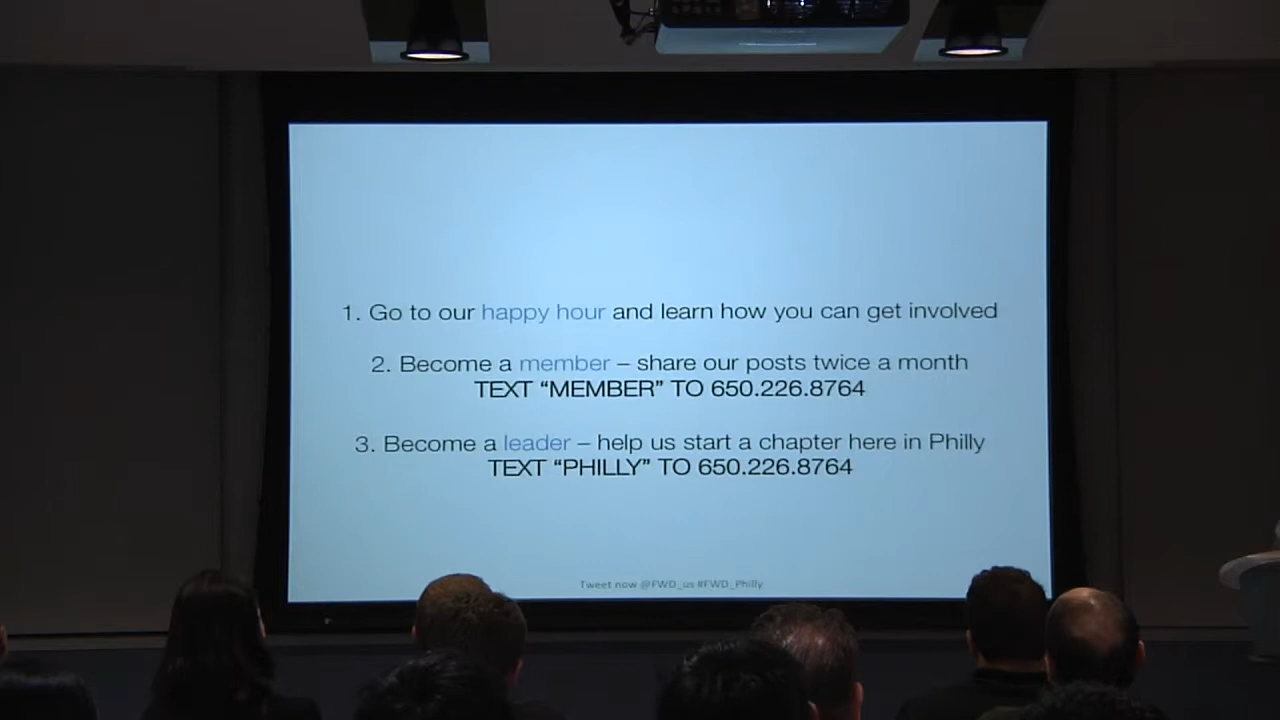 1. Go to our happy hour and learn how you can get involved
2. Become a member – share our posts twice a month
TEXT “MEMBER” TO 650.226.8764
3. Become a leader – help us start a chapter here in Philly
TEXT “PHILLY” TO 650.226.8764
Tweet now @FWD_us #FWD_Philly